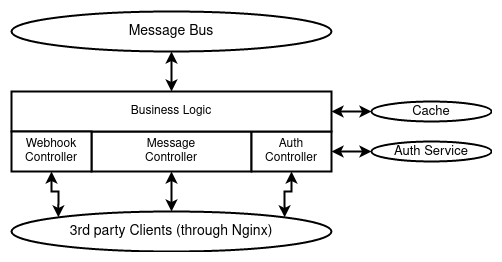 Message Bus
Business Logic
Cache
Webhook
Controller
Message
Controller
Auth
Controller
Auth Service
3rd party Clients (through Nginx)